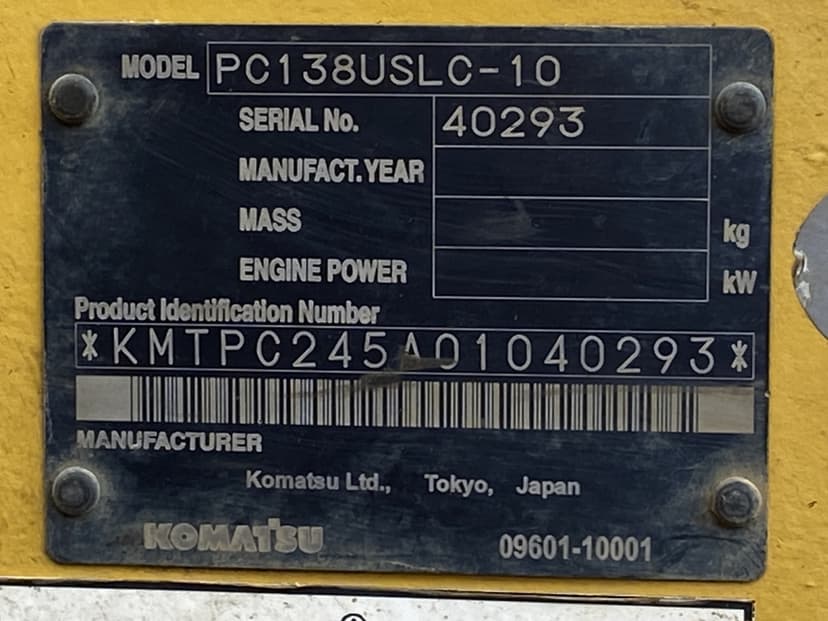 MODEL PC138USLC-10
SERIAL No. 40293
MANUFACT. YEAR
MASS kg
ENGINE POWER kW
Product Identification Number
*KMTPC245A01040293*
MANUFACTURER
Komatsu Ltd., Tokyo, Japan
KOMATSU 09601-10001